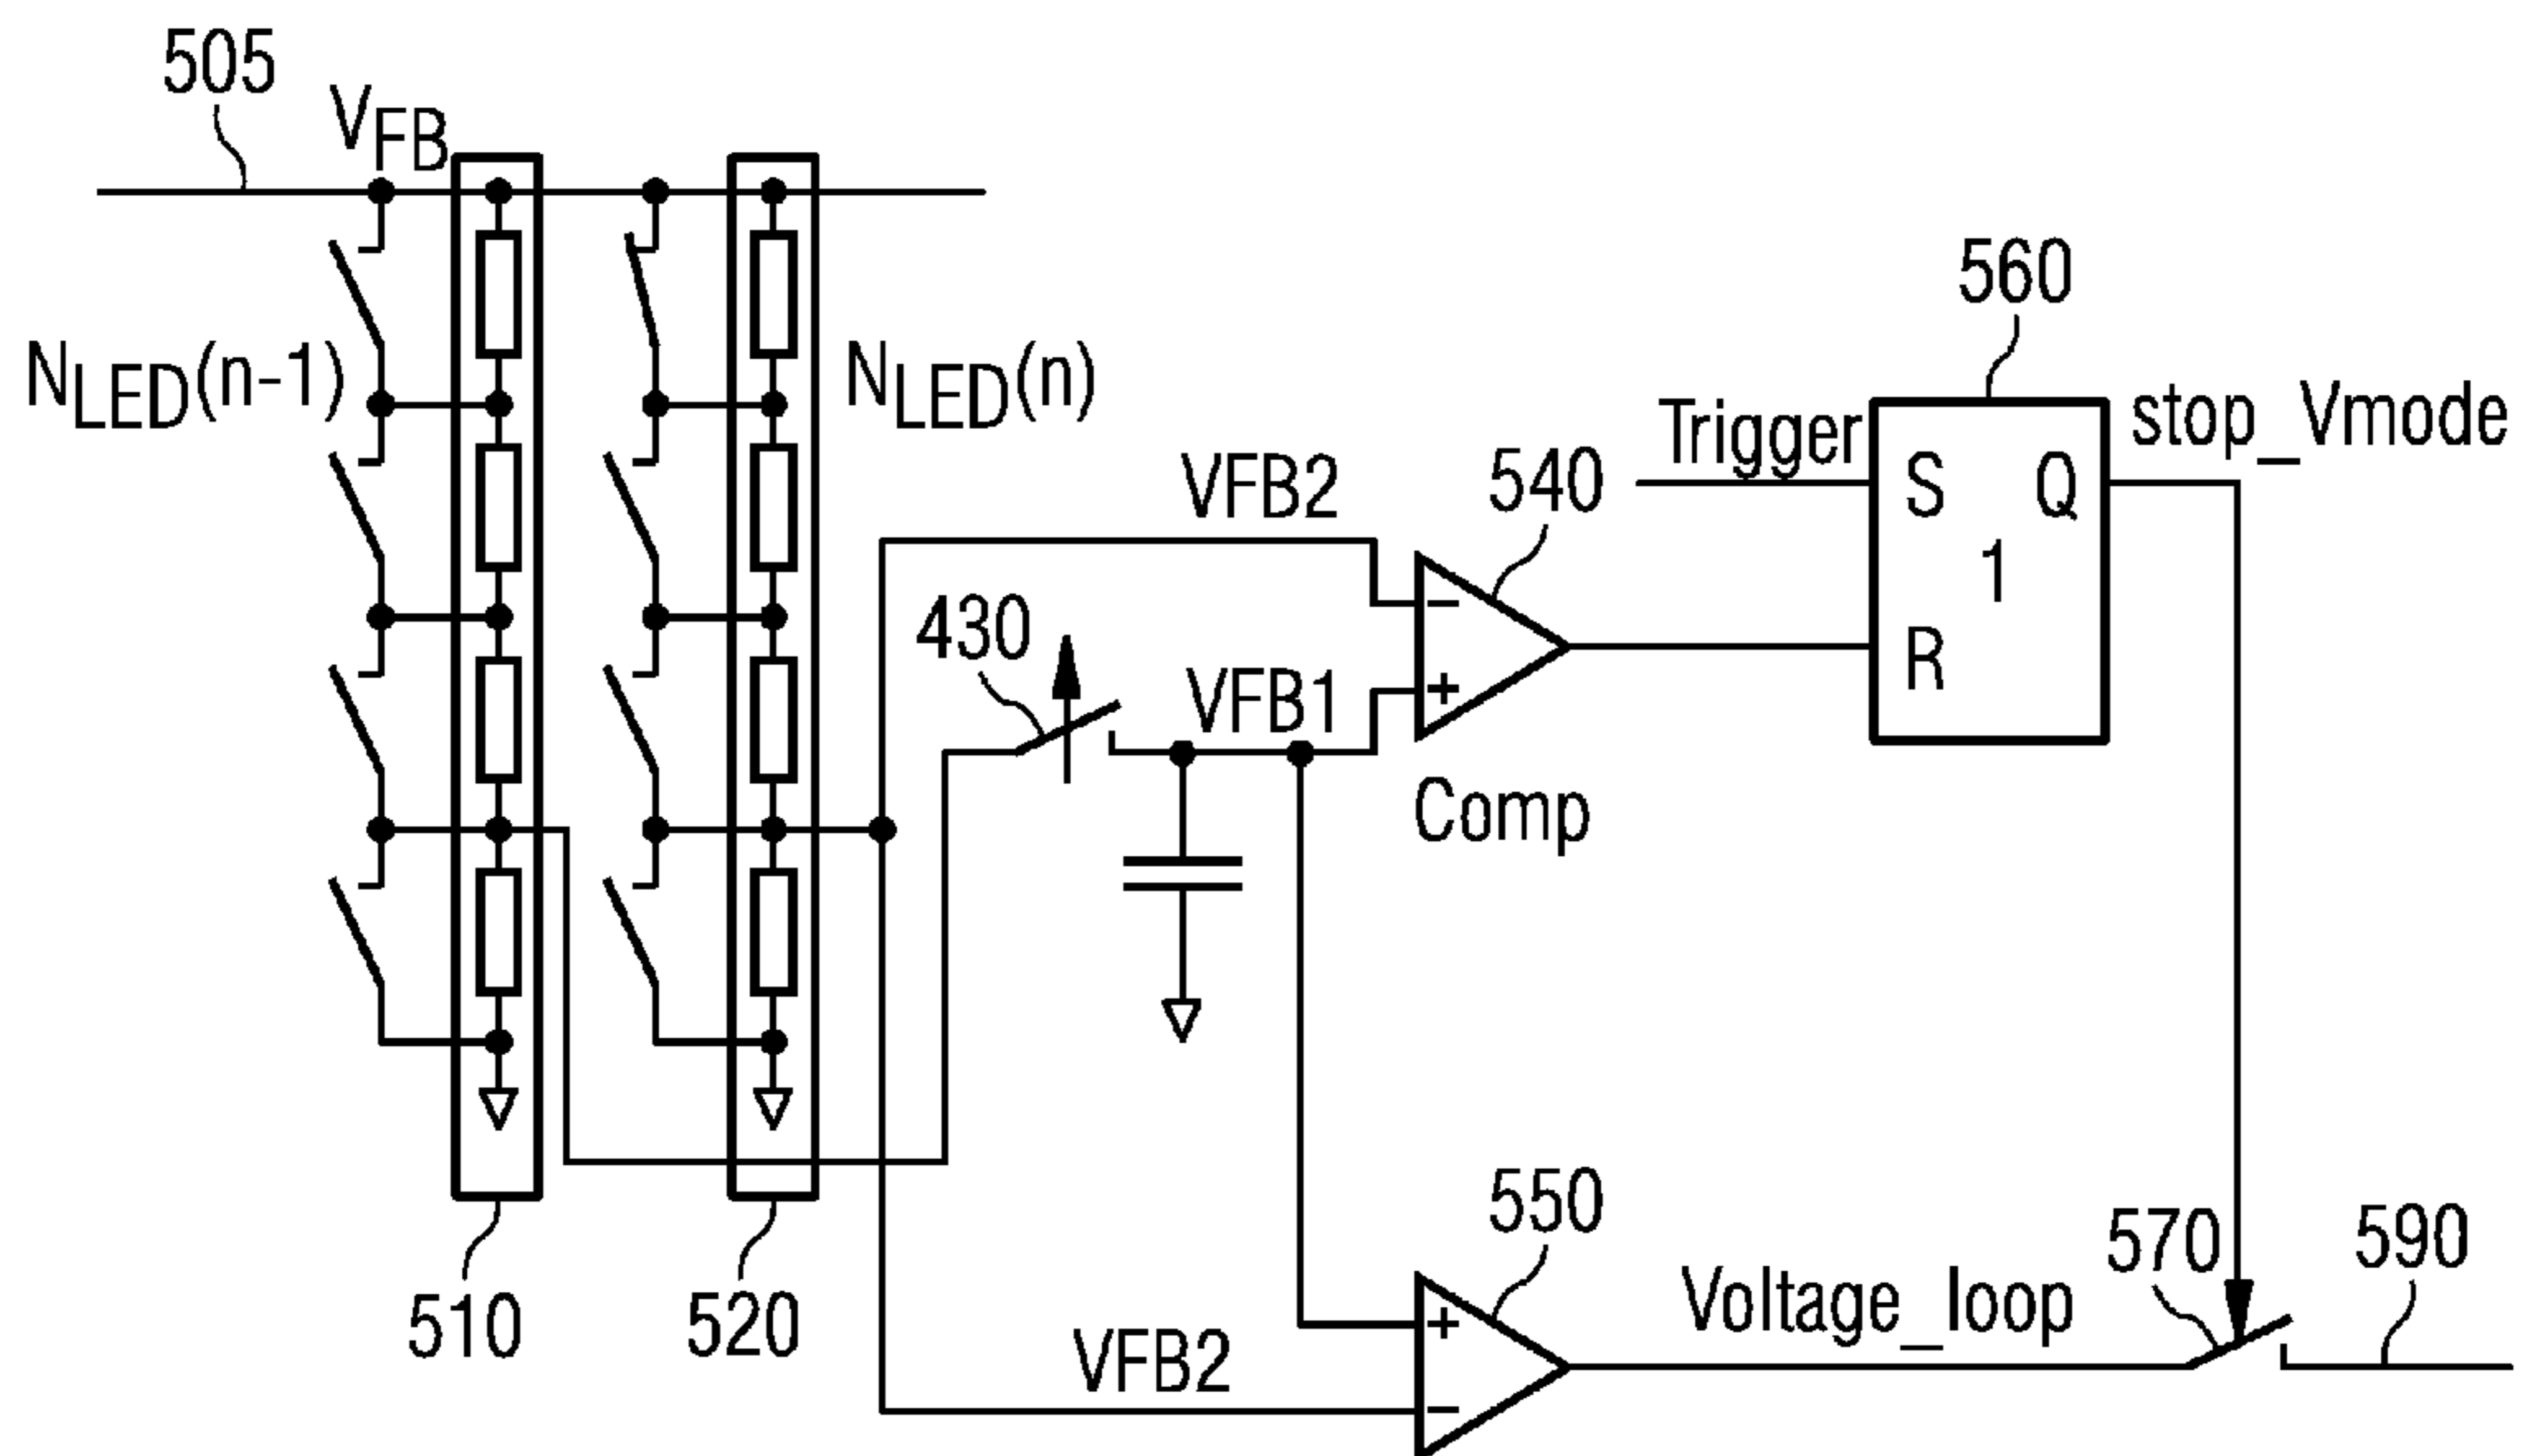 505
VFB
NLED(n-1)
NLED(n)
560
Trigger
stop_Vmode
S
Q
1
R
VFB2
540
430
VFB1
Comp
550
510
520
VFB2
Voltage_loop
570
590
+
-
+
-